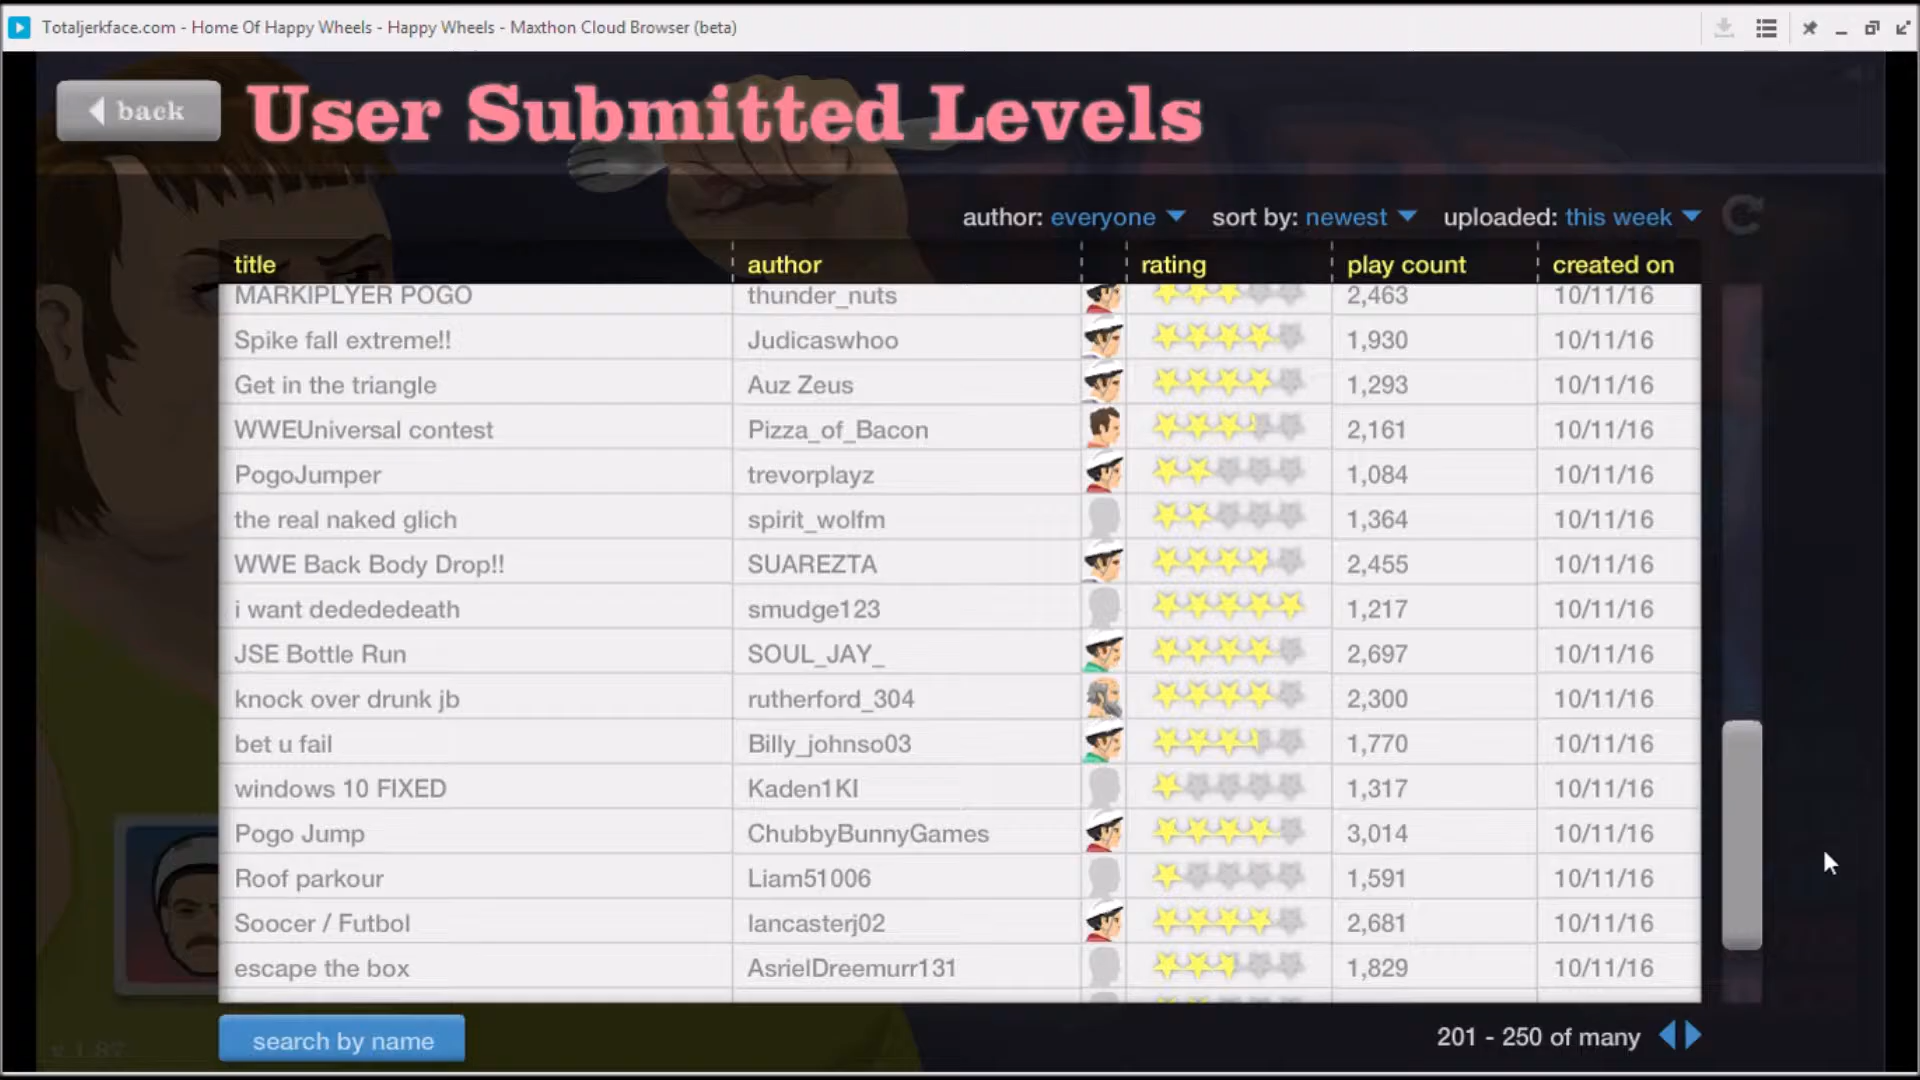 Totaljerkface.com - Home Of Happy Wheels - Happy Wheels - Maxthon Cloud Browser (beta)
back
User Submitted Levels
author: everyone sort by: newest uploaded: this week
title author rating play count created on
MARKIPLYER POGO thunder_nuts 2,463 10/11/16
Spike fall extreme!! Judicaswhoo 1,930 10/11/16
Get in the triangle Auz Zeus 1,293 10/11/16
WWEUniversal contest Pizza_of_Bacon 2,161 10/11/16
PogoJumper trevorplayz 1,084 10/11/16
the real naked glich spirit_wolfm 1,364 10/11/16
WWE Back Body Drop!! SUAREZTA 2,455 10/11/16
i want dedededeath smudge123 1,217 10/11/16
JSE Bottle Run SOUL_JAY_ 2,697 10/11/16
knock over drunk jb rutherford_304 2,300 10/11/16
bet u fail Billy_johnso03 1,770 10/11/16
windows 10 FIXED Kaden1KI 1,317 10/11/16
Pogo Jump ChubbyBunnyGames 3,014 10/11/16
Roof parkour Liam51006 1,591 10/11/16
Soocer / Futbol lancasterj02 2,681 10/11/16
escape the box AsrielDreemurr131 1,829 10/11/16
search by name
201 - 250 of many